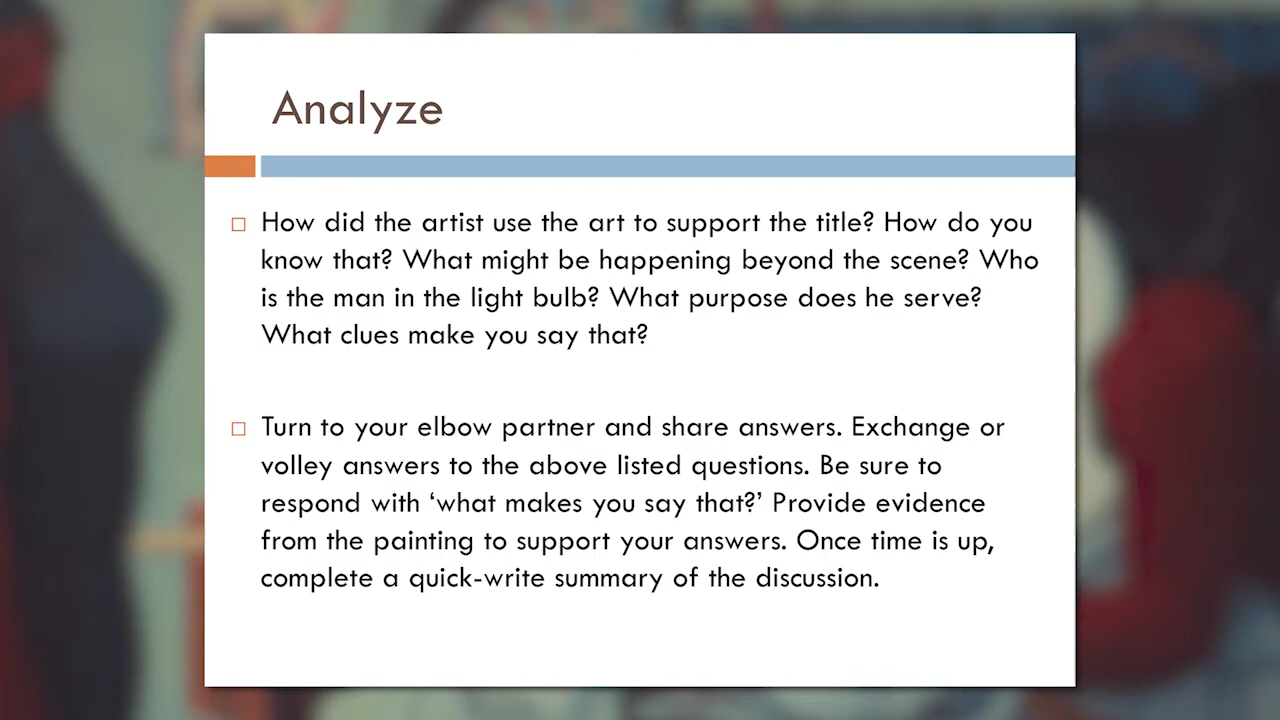 Analyze
How did the artist use the art to support the title? How do you
know that? What might be happening beyond the scene? Who
is the man in the light bulb? What purpose does he serve?
What clues make you say that?
Turn to your elbow partner and share answers. Exchange or
volley answers to the above listed questions. Be sure to
respond with ‘what makes you say that?’ Provide evidence
from the painting to support your answers. Once time is up,
complete a quick-write summary of the discussion.